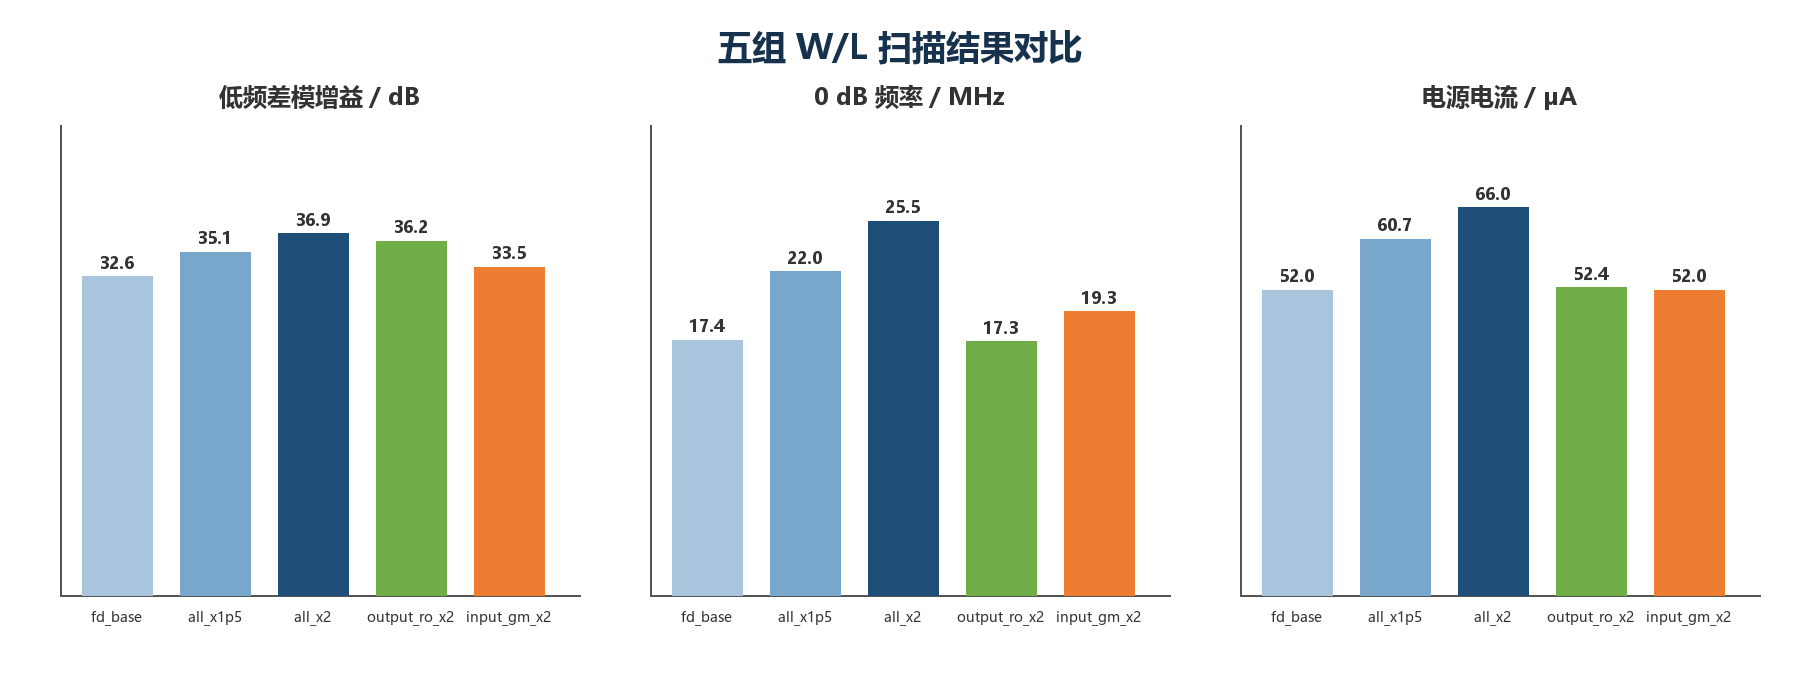 五组 W/L 扫描结果对比
低频差模增益 / dB
32.6
35.1
36.9
36.2
33.5
fd_base
all_x1p5
all_x2
output_ro_x2
input_gm_x2
0 dB 频率 / MHz
17.4
22.0
25.5
17.3
19.3
fd_base
all_x1p5
all_x2
output_ro_x2
input_gm_x2
电源电流 / µA
52.0
60.7
66.0
52.4
52.0
fd_base
all_x1p5
all_x2
output_ro_x2
input_gm_x2